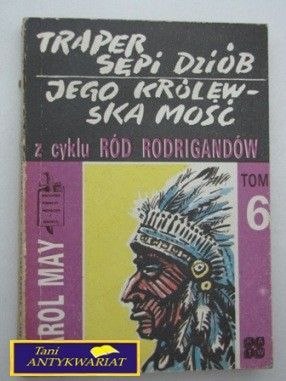 TRAPER
SĘPI DZIÓB
JEGO KRÓLEW-
SKA MOŚĆ
z cyklu RÓD RODRIGANDÓW
TOM
6
ROL MAY
Tani
ANTYKWARIAT